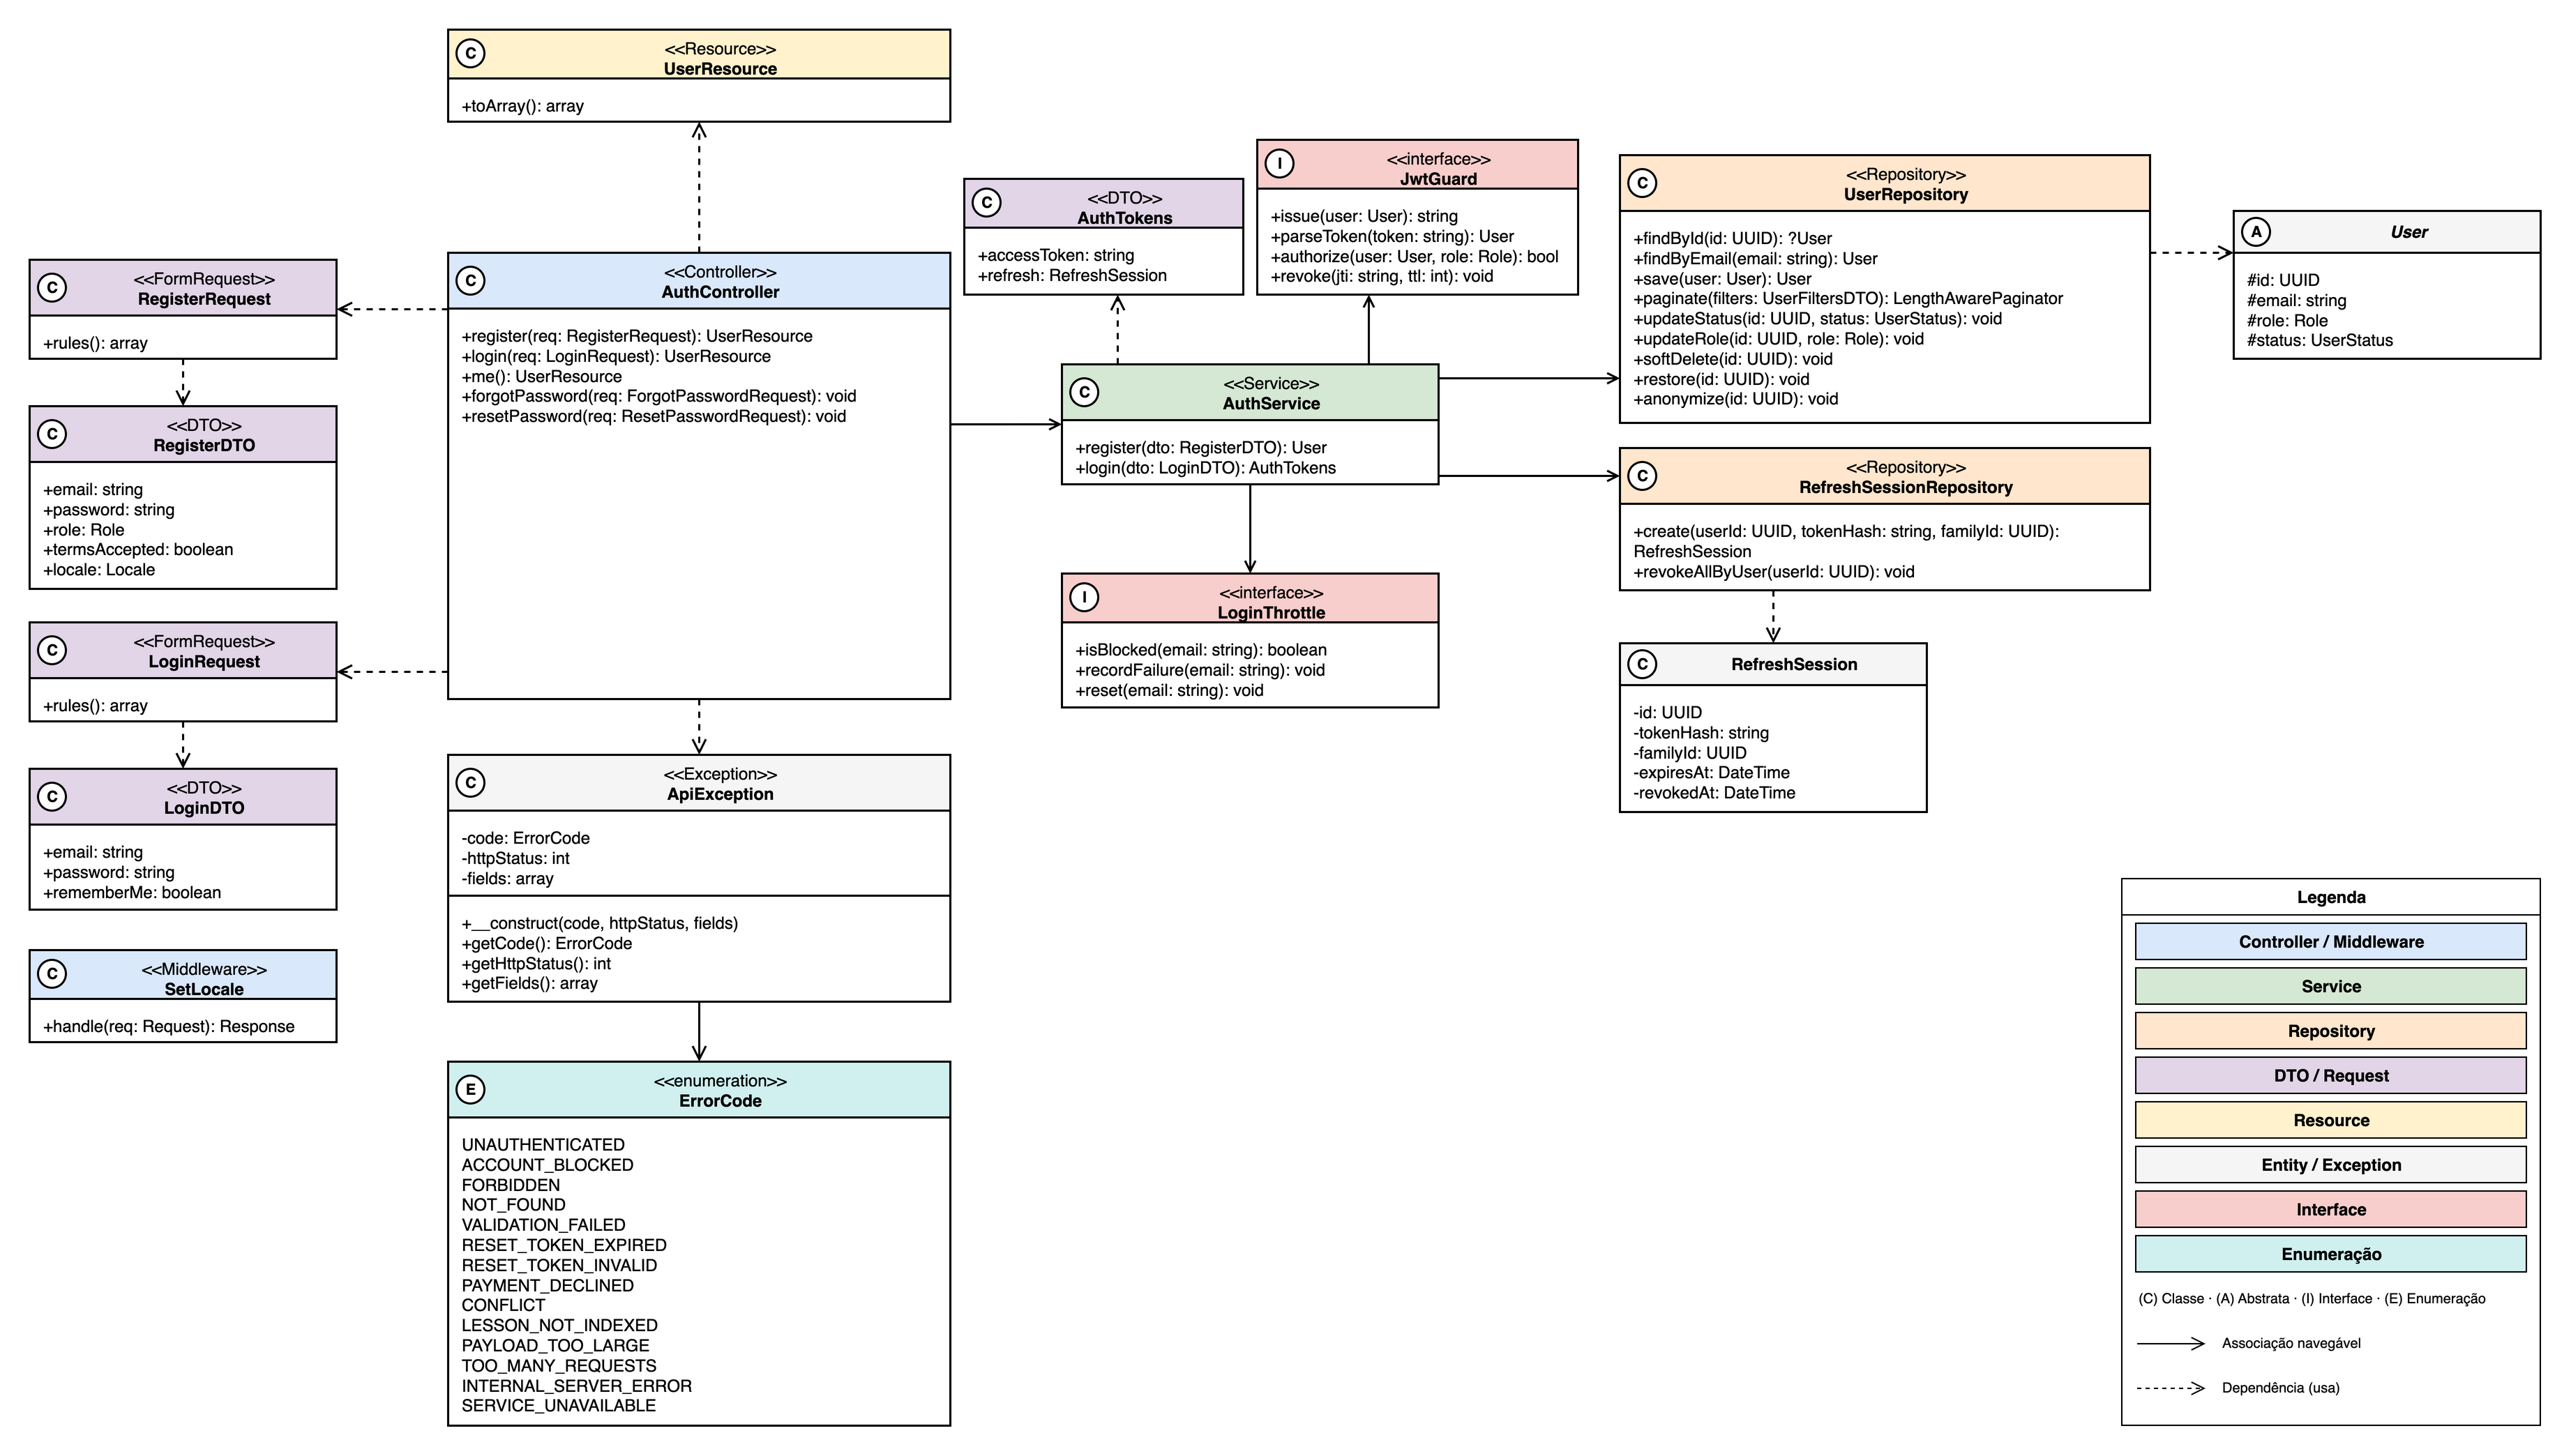 C
<<Resource>>
UserResource
+toArray(): array
C
<<FormRequest>>
RegisterRequest
+rules(): array
C
<<DTO>>
RegisterDTO
+email: string
+password: string
+role: Role
+termsAccepted: boolean
+locale: Locale
C
<<FormRequest>>
LoginRequest
+rules(): array
C
<<DTO>>
LoginDTO
+email: string
+password: string
+rememberMe: boolean
C
<<Middleware>>
SetLocale
+handle(req: Request): Response
C
<<Controller>>
AuthController
+register(req: RegisterRequest): UserResource
+login(req: LoginRequest): UserResource
+me(): UserResource
+forgotPassword(req: ForgotPasswordRequest): void
+resetPassword(req: ResetPasswordRequest): void
C
<<Exception>>
ApiException
-code: ErrorCode
-httpStatus: int
-fields: array
+__construct(code, httpStatus, fields)
+getCode(): ErrorCode
+getHttpStatus(): int
+getFields(): array
E
<<enumeration>>
ErrorCode
UNAUTHENTICATED
ACCOUNT_BLOCKED
FORBIDDEN
NOT_FOUND
VALIDATION_FAILED
RESET_TOKEN_EXPIRED
RESET_TOKEN_INVALID
PAYMENT_DECLINED
CONFLICT
LESSON_NOT_INDEXED
PAYLOAD_TOO_LARGE
TOO_MANY_REQUESTS
INTERNAL_SERVER_ERROR
SERVICE_UNAVAILABLE
C
<<DTO>>
AuthTokens
+accessToken: string
+refresh: RefreshSession
I
<<interface>>
JwtGuard
+issue(user: User): string
+parseToken(token: string): User
+authorize(user: User, role: Role): bool
+revoke(jti: string, ttl: int): void
C
<<Service>>
AuthService
+register(dto: RegisterDTO): User
+login(dto: LoginDTO): AuthTokens
I
<<interface>>
LoginThrottle
+isBlocked(email: string): boolean
+recordFailure(email: string): void
+reset(email: string): void
C
<<Repository>>
UserRepository
+findById(id: UUID): ?User
+findByEmail(email: string): User
+save(user: User): User
+paginate(filters: UserFiltersDTO): LengthAwarePaginator
+updateStatus(id: UUID, status: UserStatus): void
+updateRole(id: UUID, role: Role): void
+softDelete(id: UUID): void
+restore(id: UUID): void
+anonymize(id: UUID): void
C
<<Repository>>
RefreshSessionRepository
+create(userId: UUID, tokenHash: string, familyId: UUID):
RefreshSession
+revokeAllByUser(userId: UUID): void
C
RefreshSession
-id: UUID
-tokenHash: string
-familyId: UUID
-expiresAt: DateTime
-revokedAt: DateTime
A
User
#id: UUID
#email: string
#role: Role
#status: UserStatus
Legenda
Controller / Middleware
Service
Repository
DTO / Request
Resource
Entity / Exception
Interface
Enumeração
(C) Classe · (A) Abstrata · (I) Interface · (E) Enumeração
Associação navegável
Dependência (usa)